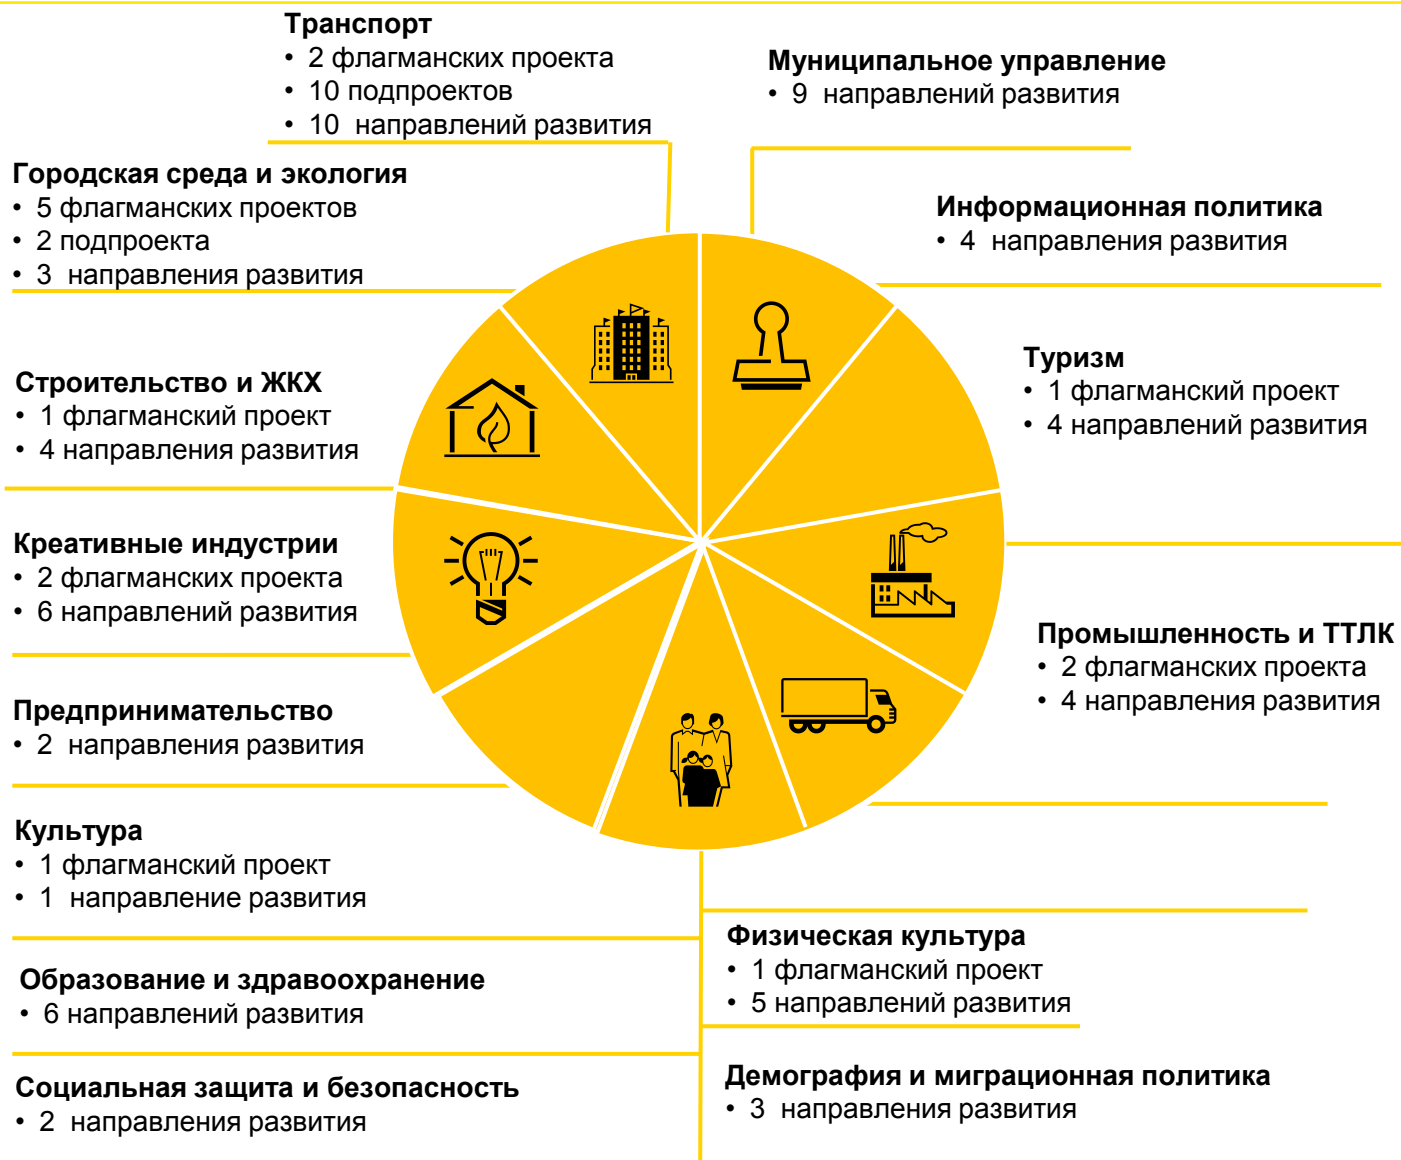 Транспорт
• 2 флагманских проекта
• 10 подпроектов
• 10 направлений развития
Муниципальное управление
• 9 направлений развития
Городская среда и экология
• 5 флагманских проектов
• 2 подпроекта
• 3 направления развития
Информационная политика
• 4 направления развития
Строительство и ЖКХ
• 1 флагманский проект
• 4 направления развития
Туризм
• 1 флагманский проект
• 4 направлений развития
Креативные индустрии
• 2 флагманских проекта
• 6 направлений развития
Промышленность и ТТЛК
• 2 флагманских проекта
• 4 направления развития
Предпринимательство
• 2 направления развития
Культура
• 1 флагманский проект
• 1 направление развития
Физическая культура
• 1 флагманский проект
• 5 направлений развития
Образование и здравоохранение
• 6 направлений развития
Социальная защита и безопасность
• 2 направления развития
Демография и миграционная политика
• 3 направления развития